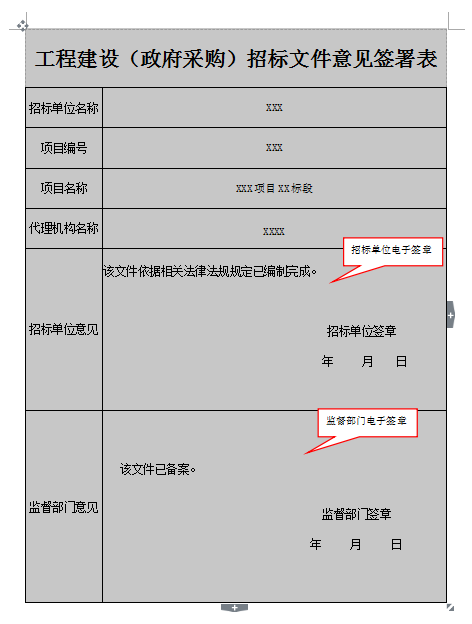 工程建设（政府采购）招标文件意见签署表
招标单位名称
XXX
项目编号
XXX
项目名称
XXX项目XX标段
代理机构名称
XXXX
招标单位电子签章
该文件依据相关法律法规规定已编制完成。
招标单位意见
招标单位签章
年 月 日
监督部门电子签章
该文件已备案。
监督部门意见
监督部门签章
年 月 日